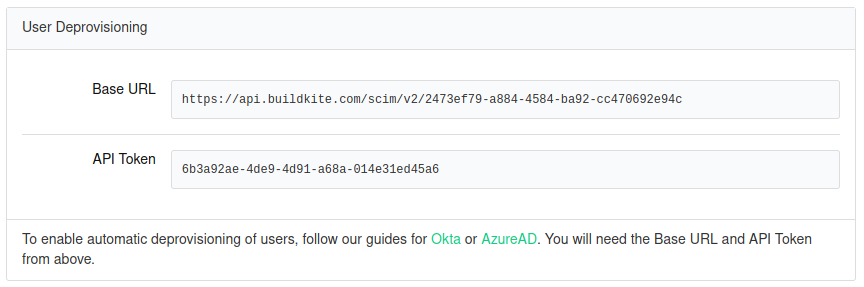 User Deprovisioning
Base URL
https://api.buildkite.com/scim/v2/2473ef79-a884-4584-ba92-cc470692e94c
API Token
6b3a92ae-4de9-4d91-a68a-014e31ed45a6
To enable automatic deprovisioning of users, follow our guides for Okta or AzureAD. You will need the Base URL and API Token
from above.